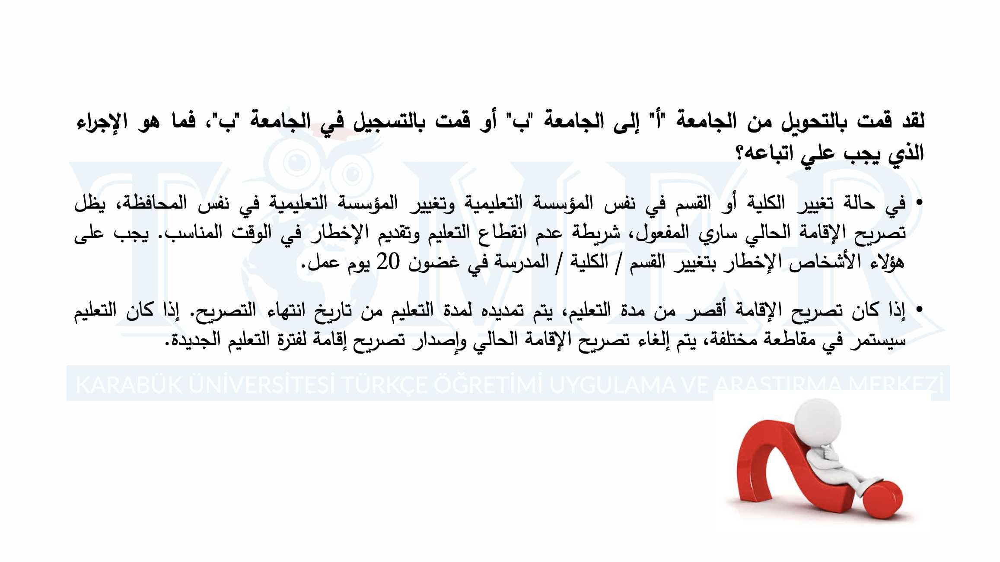 لقد قمت بالتحويل من الجامعة "أ" إلى الجامعة "ب" أو قمت بالتسجيل في الجامعة "ب"، فما هو الإجراء
الذي يجب علي اتباعه؟
• في حالة تغيير الكلية أو القسم في نفس المؤسسة التعليمية وتغيير المؤسسة التعليمية في نفس المحافظة، يظل
تصريح الإقامة الحالي ساري المفعول، شريطة عدم انقطاع التعليم وتقديم الإخطار في الوقت المناسب. يجب على
هؤلاء الأشخاص الإخطار بتغيير القسم / الكلية / المدرسة في غضون 20 يوم عمل.
• إذا كان تصريح الإقامة أقصر من مدة التعليم، يتم تمديده لمدة التعليم من تاريخ انتهاء التصريح. إذا كان التعليم
سيستمر في مقاطعة مختلفة، يتم إلغاء تصريح الإقامة الحالي وإصدار تصريح إقامة لفترة التعليم الجديدة.
TÖMER
KARABÜK ÜNİVERSİTESİ TÜRKÇE ÖĞRETİMİ UYGULAMA VE ARAŞTIRMA MERKEZİ